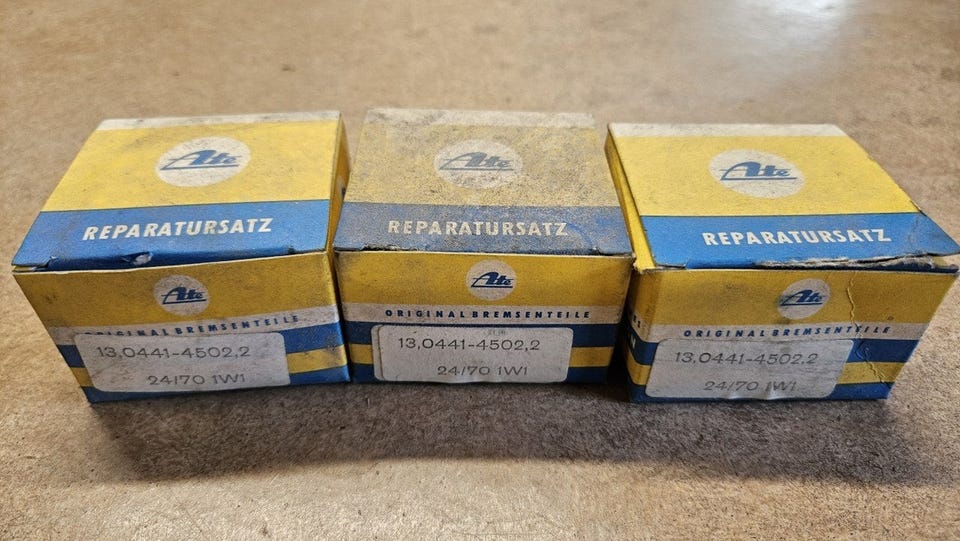 Ate
REPARATURSATZ
Ate
ORIGINAL BREMSENTEILE
13,0441-4502,2
24/70 1W1
Ate
REPARATURSATZ
Ate
ORIGINAL BREMSENTEILE
13,0441-4502,2
24/70 1W1
Ate
REPARATURSATZ
Ate
ORIGINAL BREMSENTEILE
13,0441-4502,2
24/70 1W1